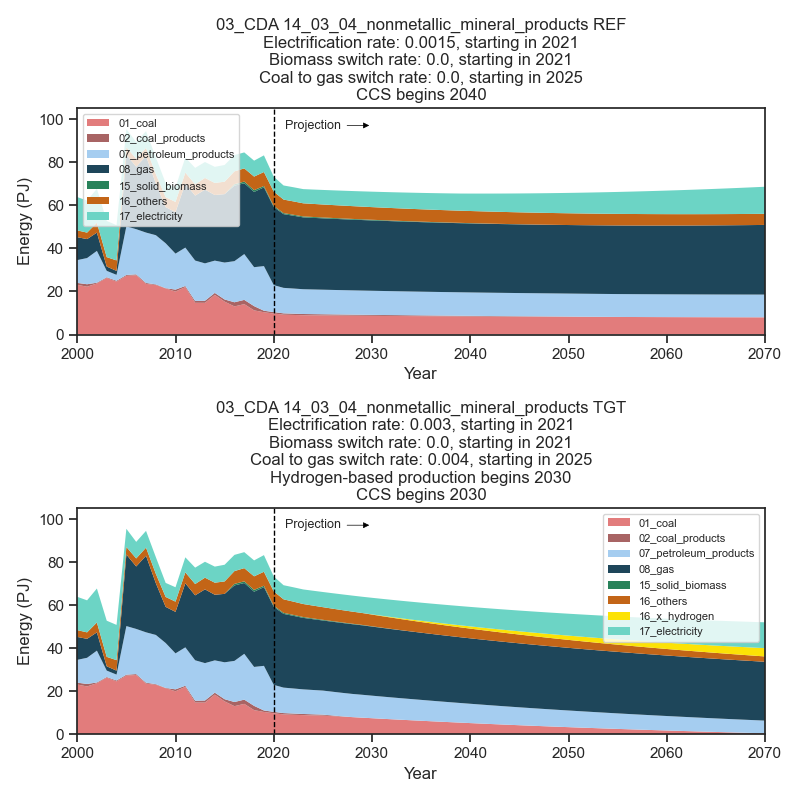 03_CDA 14_03_04_nonmetallic_mineral_products REF
Electrification rate: 0.0015, starting in 2021
Biomass switch rate: 0.0, starting in 2021
Coal to gas switch rate: 0.0, starting in 2025
CCS begins 2040
Energy (PJ)
100
80
60
40
20
0
01_coal
02_coal_products
07_petroleum_products
08_gas
15_solid_biomass
16_others
17_electricity
Projection
2000 2010 2020 2030 2040 2050 2060 2070
Year
03_CDA 14_03_04_nonmetallic_mineral_products TGT
Electrification rate: 0.003, starting in 2021
Biomass switch rate: 0.0, starting in 2021
Coal to gas switch rate: 0.004, starting in 2025
Hydrogen-based production begins 2030
CCS begins 2030
Energy (PJ)
100
80
60
40
20
0
Projection
01_coal
02_coal_products
07_petroleum_products
08_gas
15_solid_biomass
16_others
16_x_hydrogen
17_electricity
2000 2010 2020 2030 2040 2050 2060 2070
Year